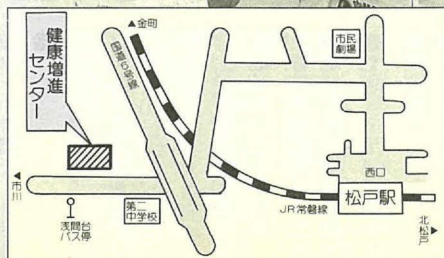 ▲金町
国道6号線
市民
劇場
健康増進
センター
西口
松戸駅
JR常磐線
北松戸▶
◀市川
第二
中学校
浅間台
バス停